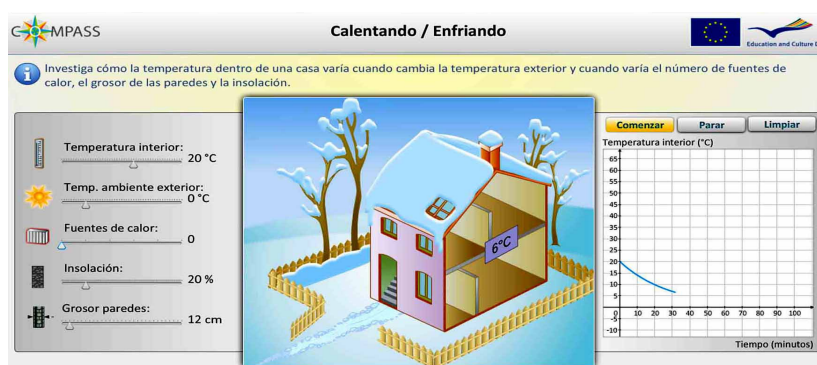 COMPASS
Calentando / Enfriando
Education and Culture
Investiga cómo la temperatura dentro de una casa varía cuando cambia la temperatura exterior y cuando varía el número de fuentes de
calor, el grosor de las paredes y la insolación.
Temperatura interior:
20 °C
Temp. ambiente exterior:
0 °C
Fuentes de calor:
0
Insolación:
20 %
Grosor paredes:
12 cm
6°C
Comenzar Parar Limpiar
Temperatura interior (°C)
65
60
55
50
45
40
35
30
25
20
15
10
5
0 10 20 30 40 50 60 70 80 90 100
-5
-10
Tiempo (minutos)